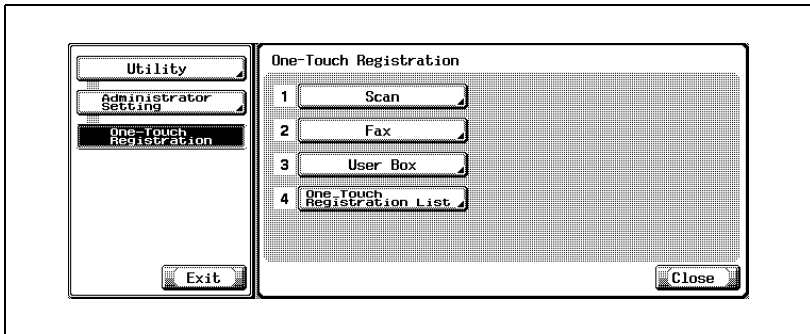 Utility
Administrator
Setting
One-Touch
Registration
Exit
One-Touch Registration
1 Scan
2 Fax
3 User Box
4 One-Touch
Registration List
Close